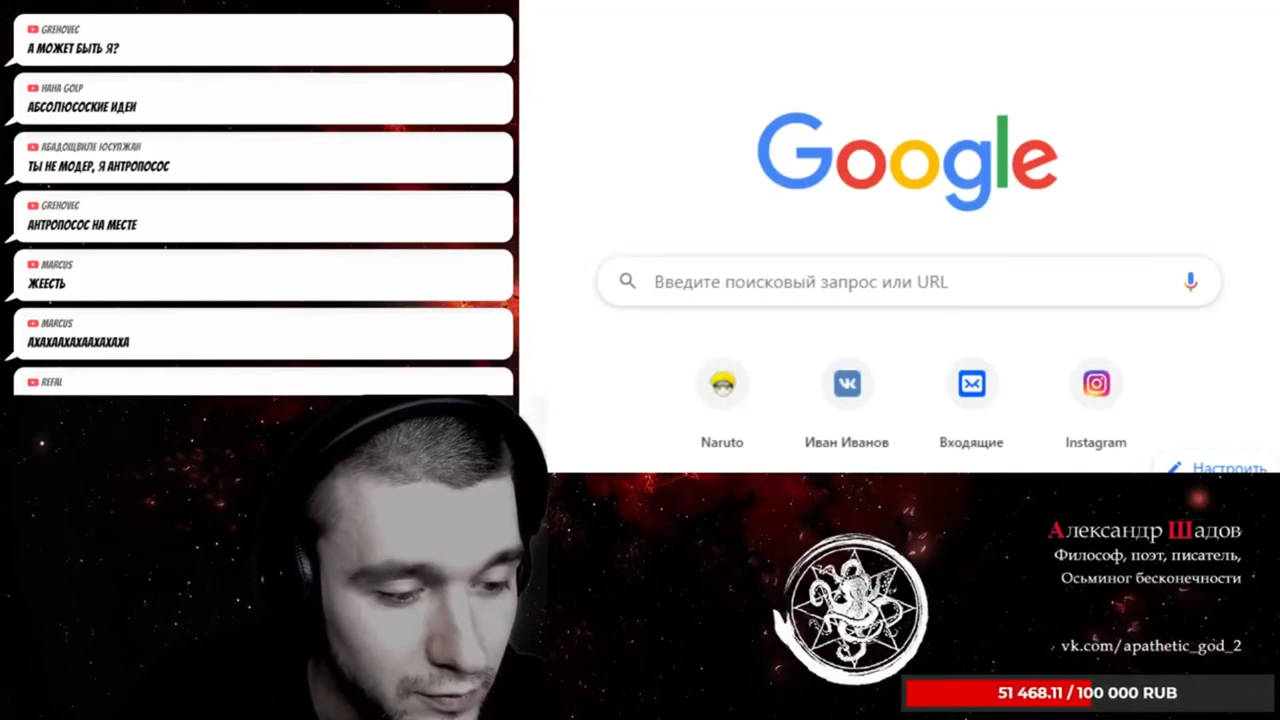 GREHOVEC
А МОЖЕТ БЫТЬ Я?
НАНА GOLP
АБСОЛЮСОСКИЕ ИДЕИ
АБАДОЩВИЛЕ ЮСУПЖАН
ТЫ НЕ МОДЕР, Я АНТРОПОСОС
GREHOVEC
АНТРОПОСОС НА МЕСТЕ
MARCUS
ЖЕЕСТЬ
MARCUS
АХАХААХАХААХАХАХА
REFAL
Google
Введите поисковый запрос или URL
Naruto
Иван Иванов
Входящие
Instagram
Настроить
Александр Шадов
Философ, поэт, писатель,
Осьминог бесконечности
vk.com/apathetic_god_2
51 468.11 / 100 000 RUB